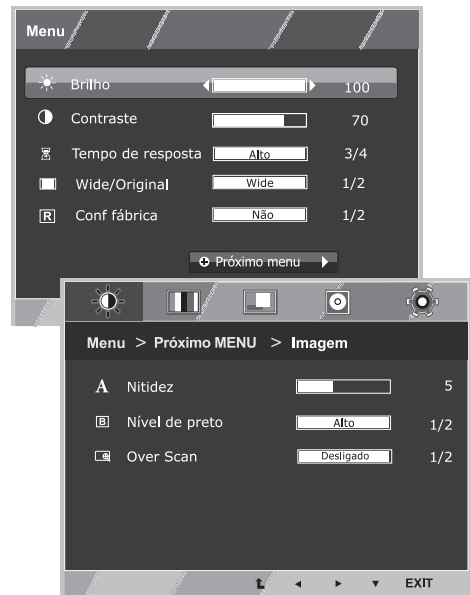 Menu
Brilho 100
Contraste 70
Tempo de resposta Alto 3/4
Wide/Original Wide 1/2
R Conf fábrica Não 1/2
Próximo menu
Menu > Próximo MENU > Imagem
A Nitidez 5
B Nível de preto Alto 1/2
Over Scan Desligado 1/2
EXIT